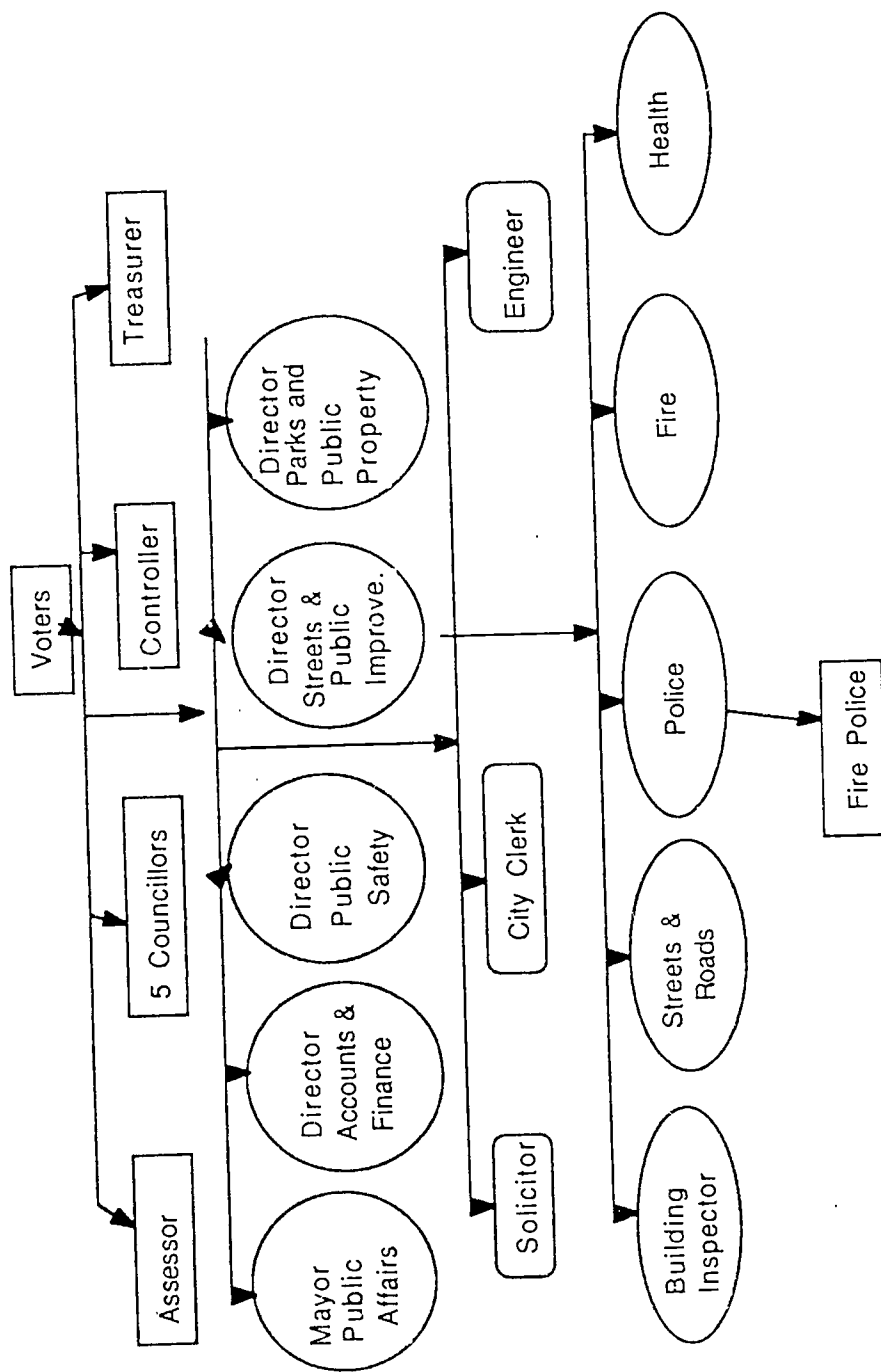 Voters
Assessor
5 Councillors
Controller
Treasurer
Mayor
Public
Affairs
Director
Accounts &
Finance
Director
Public
Safety
Director
Streets &
Public
Improve.
Director
Parks and
Public
Property
Solicitor
City Clerk
Engineer
Building
Inspector
Streets &
Roads
Police
Fire
Health
Fire Police